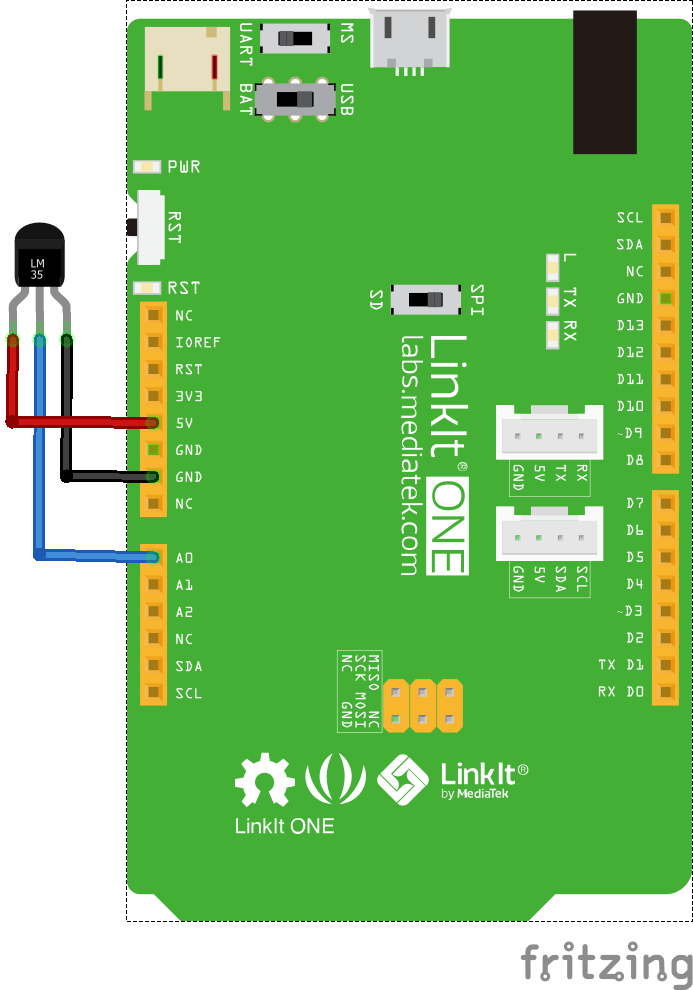 UART
MS
BAT
USB
PWR
RST
RST
LM
35
NC
IOREF
RST
3V3
5V
GND
GND
NC
A0
A1
A2
NC
SDA
SCL
SD
SPI
L
TX
RX
LinkIt ONE
labs.mediatek.com
®
SCL
SDA
NC
GND
D13
D12
D11
D10
~D9
D8
GND
5V
TX
RX
GND
5V
SDA
SCL
D7
D6
D5
D4
~D3
D2
TX D1
RX D0
MISO NC
SCK MOSI
NC GND
LinkIt®
by MediaTek
LinkIt ONE
fritzing